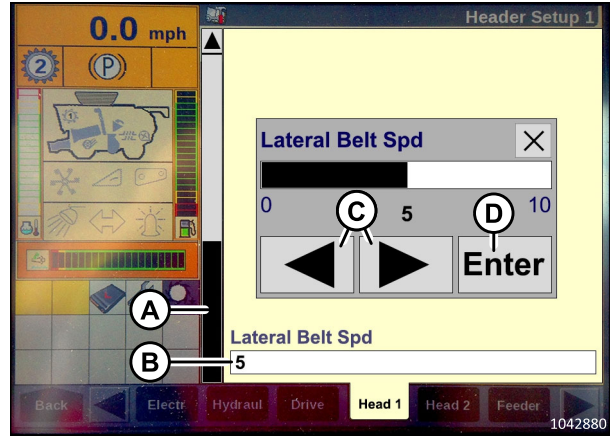 Header Setup 1
0.0 mph
2
(P)
1
Lateral Belt Spd
0 5 10
C
D
Enter
A
Lateral Belt Spd
B
5
Back
Electr
Hydraul
Drive
Head 1
Head 2
Feeder
1042880